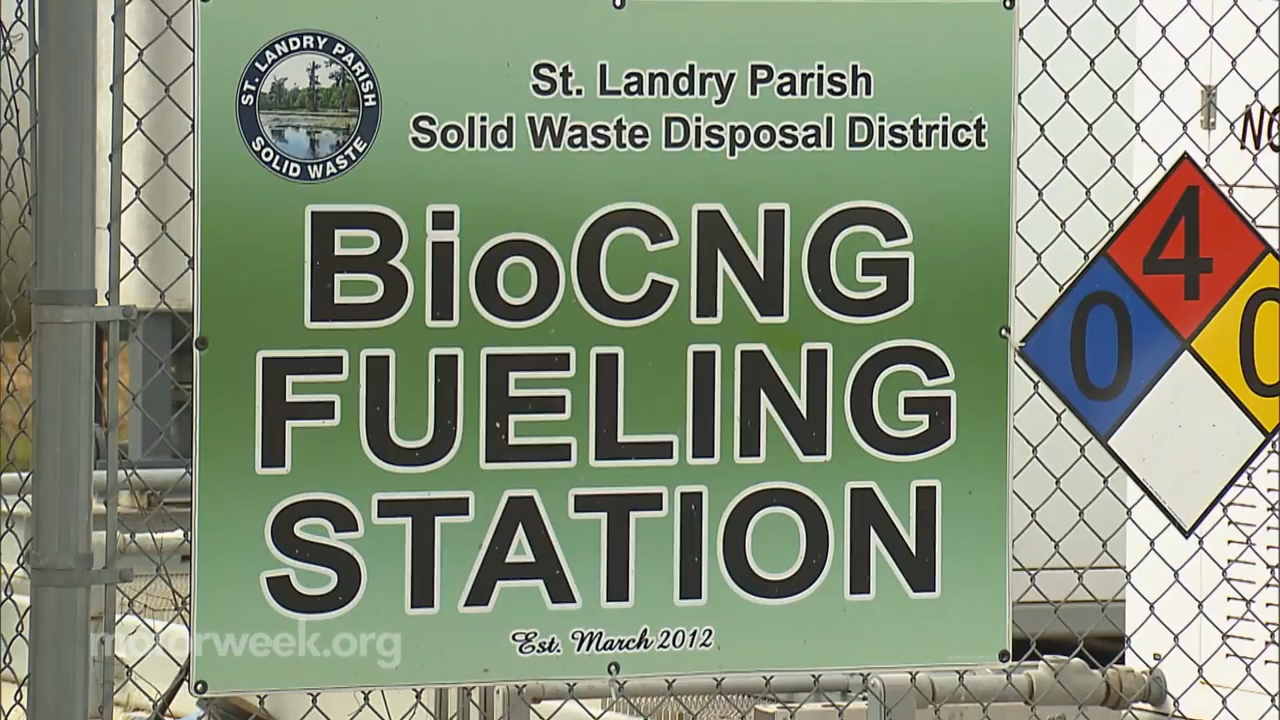 ST. LANDRY PARISH
SOLID WASTE
St. Landry Parish
Solid Waste Disposal District
BioCNG
FUELING
STATION
Est. March 2012
4
0
0
motorweek.org